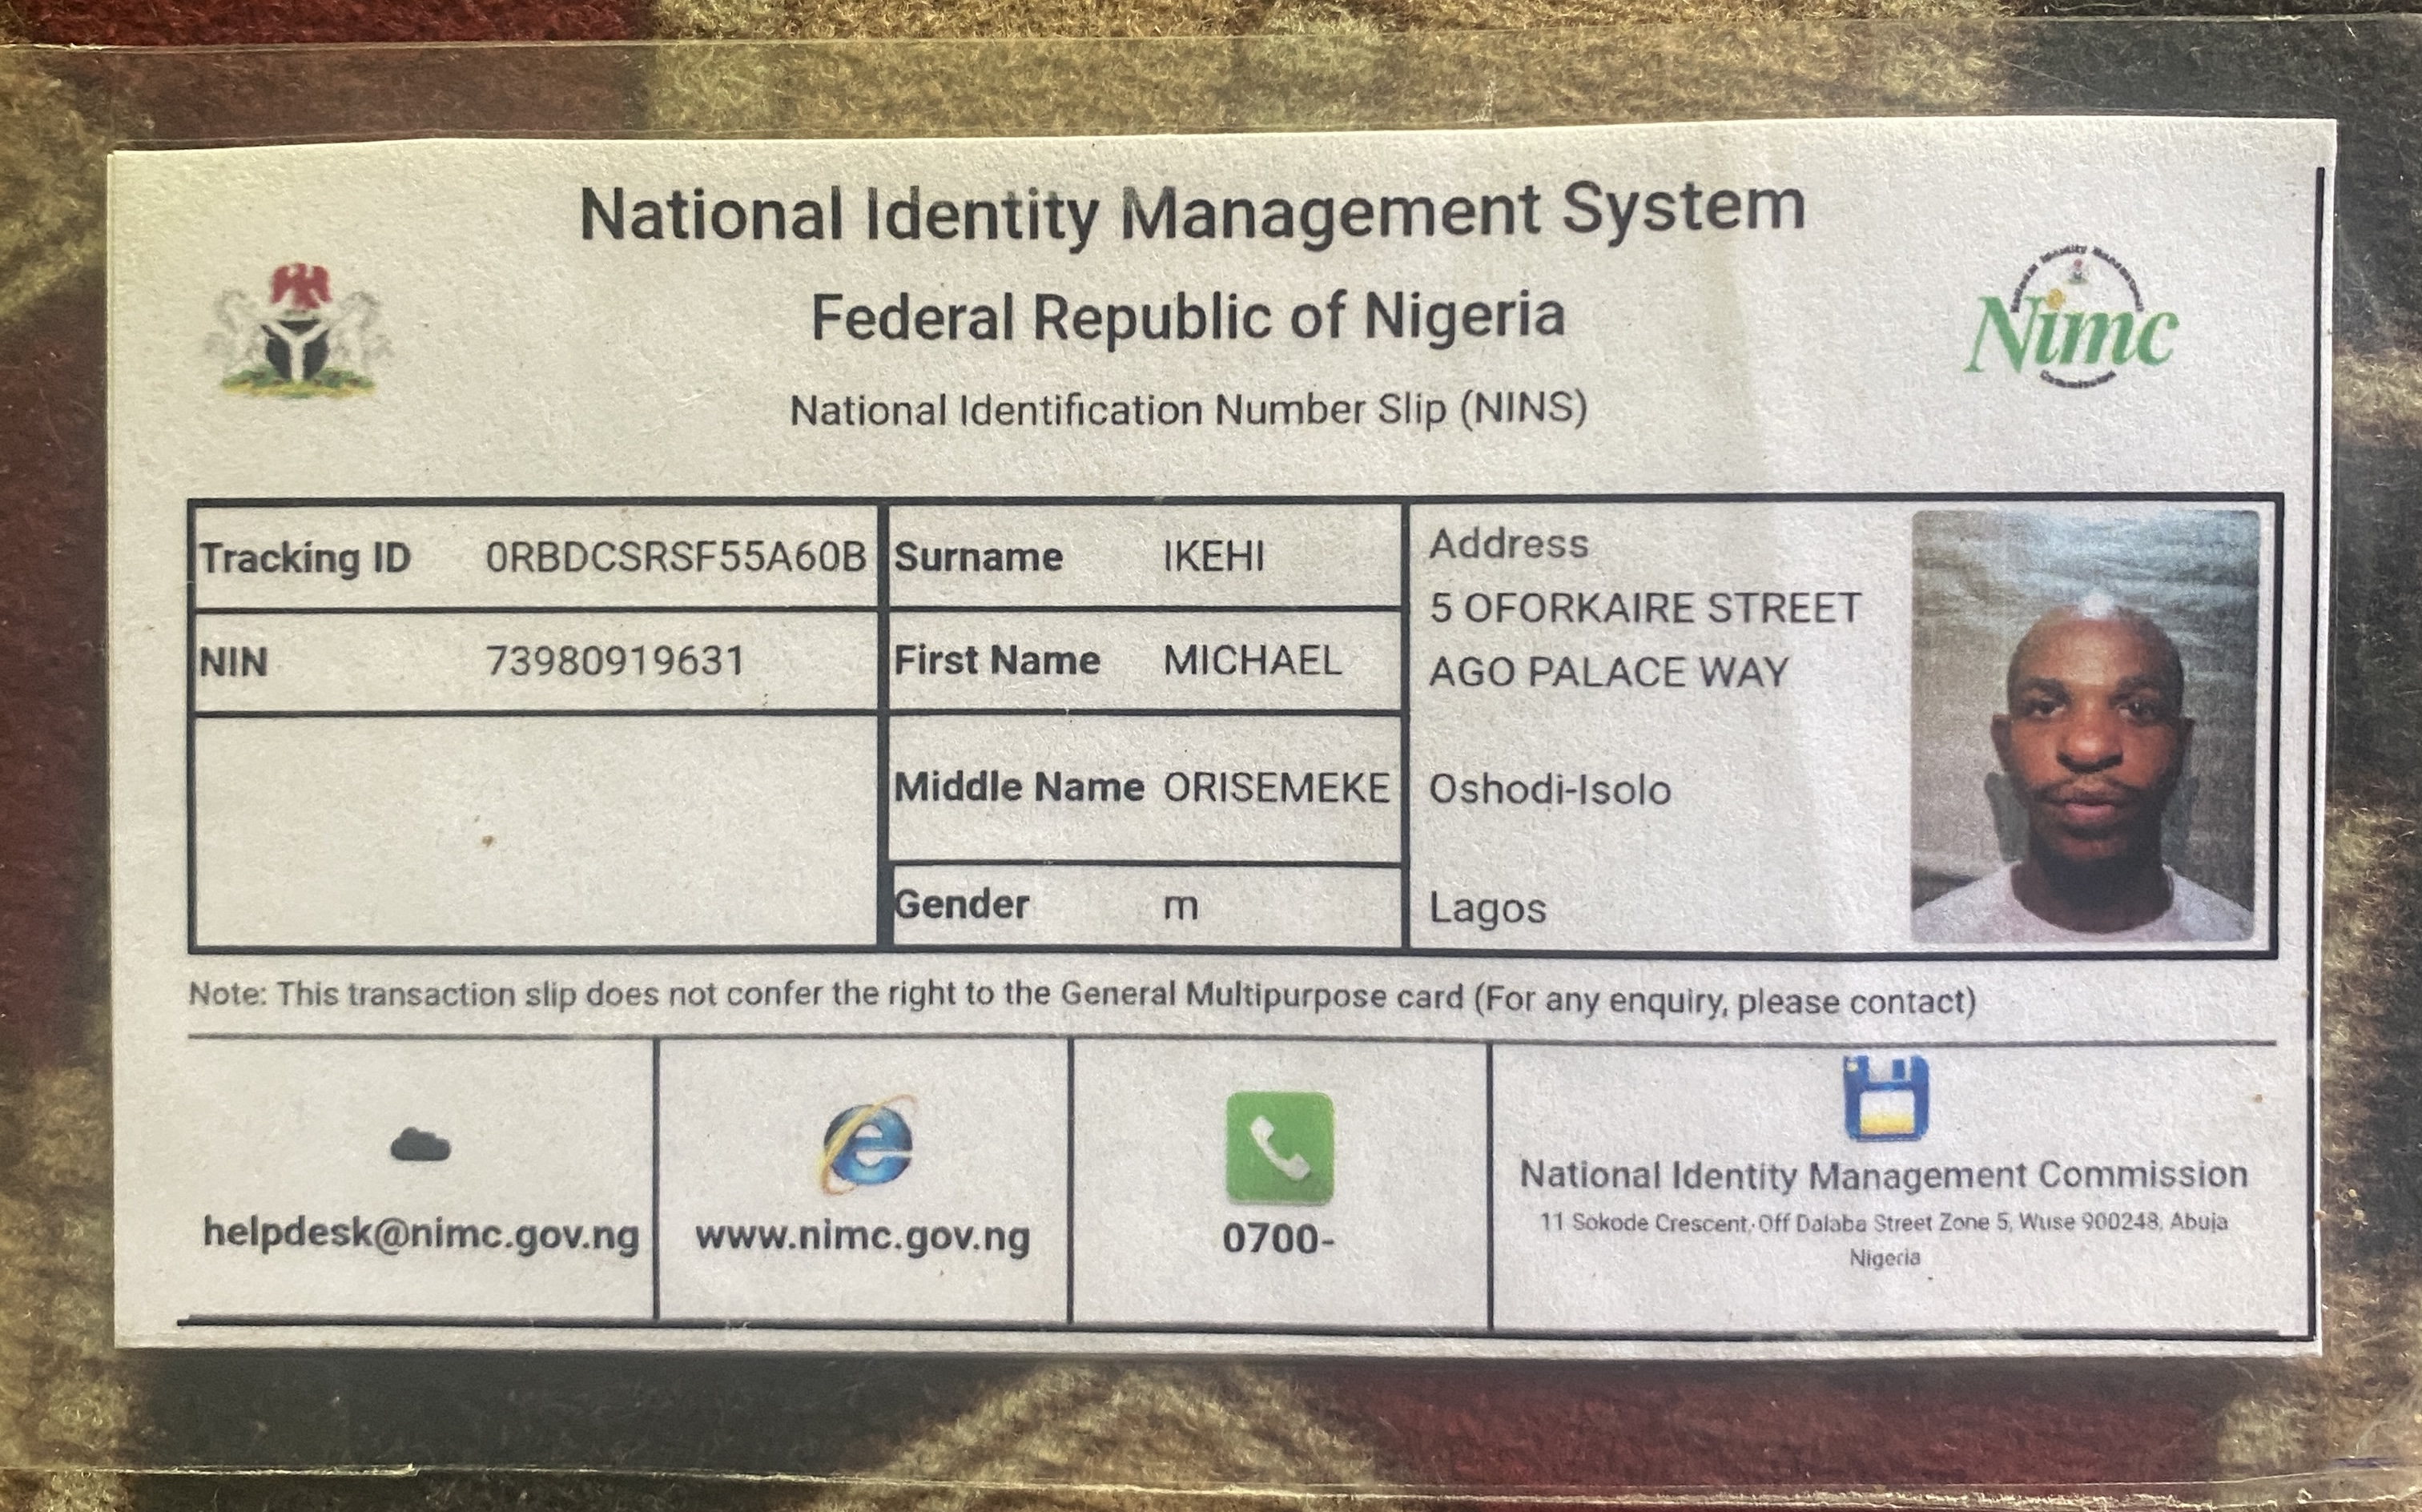 National Identity Management System
Federal Republic of Nigeria
National Identification Number Slip (NINS)
Nimc
Tracking ID 0RBDCSRSF55A60B
NIN 73980919631
Surname IKEHI
First Name MICHAEL
Middle Name ORISEMEKE
Gender m
Address
5 OFORKAIRE STREET
AGO PALACE WAY
Oshodi-Isolo
Lagos
Note: This transaction slip does not confer the right to the General Multipurpose card (For any enquiry, please contact)
helpdesk@nimc.gov.ng
www.nimc.gov.ng
0700-
National Identity Management Commission
11 Sokode Crescent, Off Dalaba Street Zone 5, Wuse 900248, Abuja
Nigeria